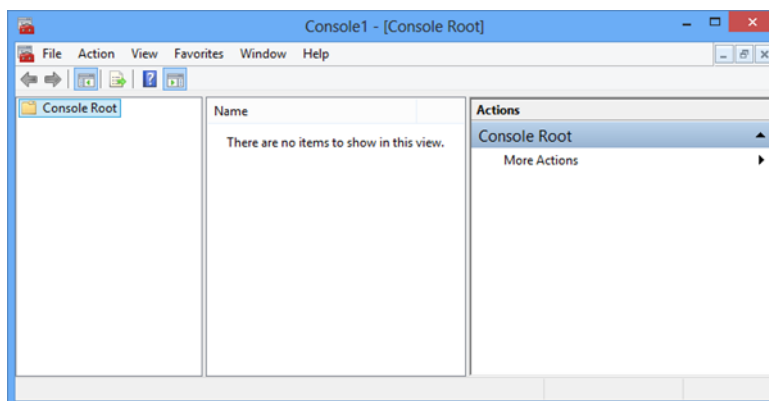 Console1 - [Console Root]
File Action View Favorites Window Help
Console Root
Name
There are no items to show in this view.
Actions
Console Root
More Actions